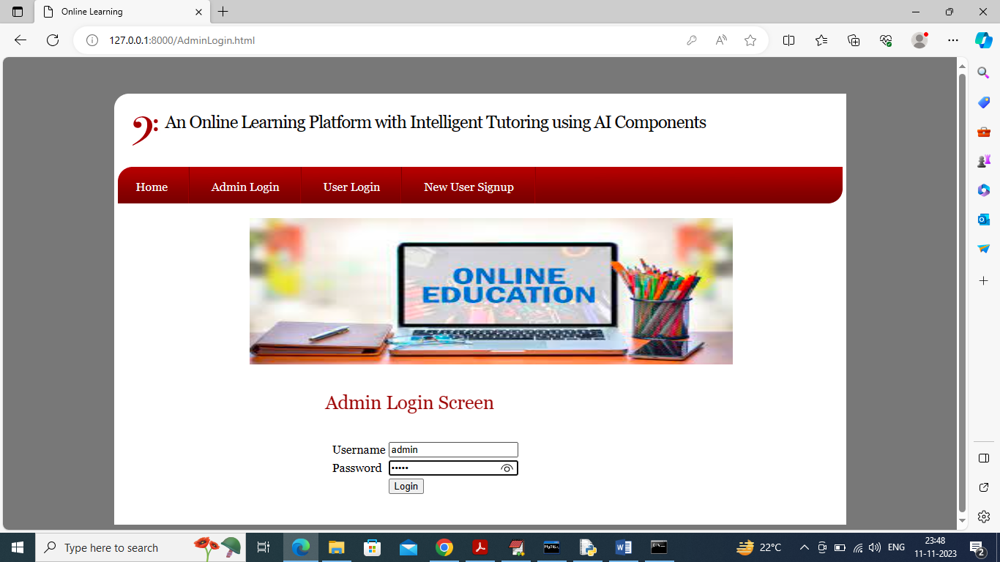 Online Learning
127.0.0.1:8000/AdminLogin.html
An Online Learning Platform with Intelligent Tutoring using AI Components
Home Admin Login User Login New User Signup
ONLINE
EDUCATION
Admin Login Screen
Username admin
Password •••••
Login
Type here to search
22°C
ENG
23:48
11-11-2023
2